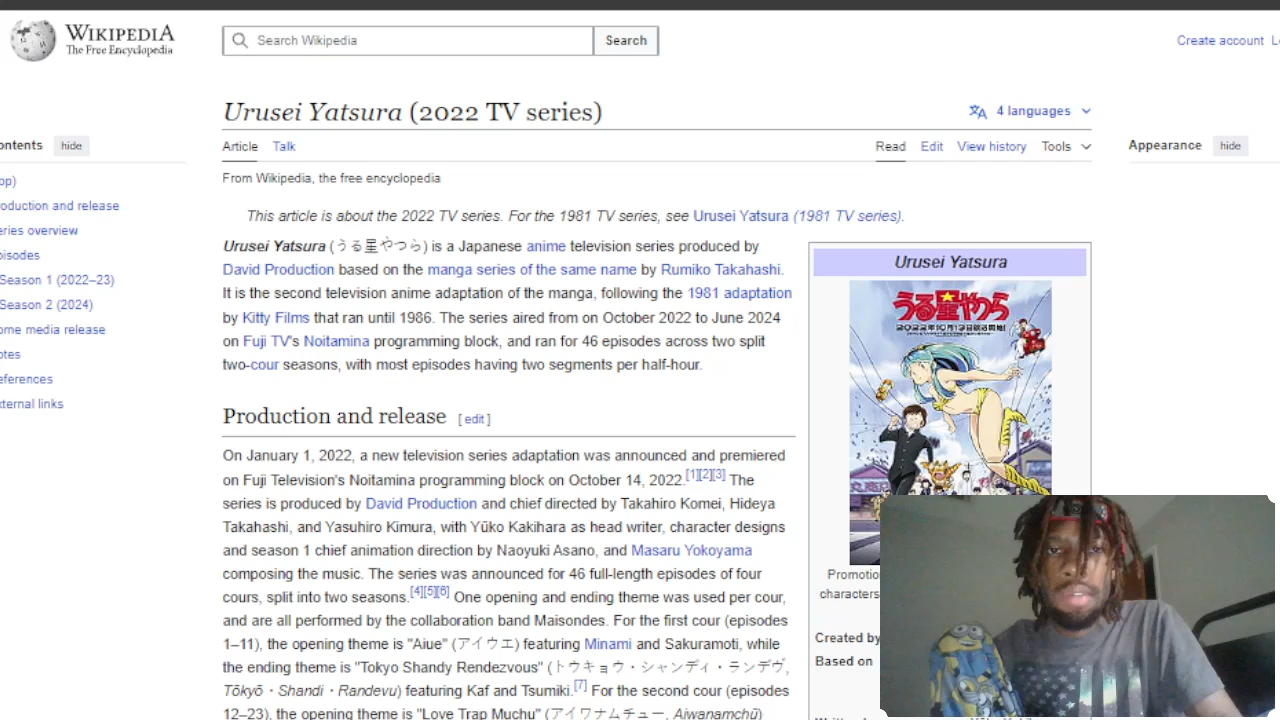 WIKIPEDIA
The Free Encyclopedia
Search Wikipedia
Search
Create account
Urusei Yatsura (2022 TV series)
4 languages
ontents hide
Article Talk
Read Edit View history Tools
Appearance hide
From Wikipedia, the free encyclopedia
op)
roduction and release
eries overview
pisodes
Season 1 (2022–23)
Season 2 (2024)
ome media release
otes
eferences
xternal links
This article is about the 2022 TV series. For the 1981 TV series, see Urusei Yatsura (1981 TV series).
Urusei Yatsura (うる星やつら) is a Japanese anime television series produced by
David Production based on the manga series of the same name by Rumiko Takahashi.
It is the second television anime adaptation of the manga, following the 1981 adaptation
by Kitty Films that ran until 1986. The series aired from on October 2022 to June 2024
on Fuji TV's Noitamina programming block, and ran for 46 episodes across two split
two-cour seasons, with most episodes having two segments per half-hour.
Production and release [ edit ]
On January 1, 2022, a new television series adaptation was announced and premiered
on Fuji Television's Noitamina programming block on October 14, 2022.[1][2][3] The
series is produced by David Production and chief directed by Takahiro Komei, Hideya
Takahashi, and Yasuhiro Kimura, with Yūko Kakihara as head writer, character designs
and season 1 chief animation direction by Naoyuki Asano, and Masaru Yokoyama
composing the music. The series was announced for 46 full-length episodes of four
cours, split into two seasons.[4][5][6] One opening and ending theme was used per cour,
and are all performed by the collaboration band Maisondes. For the first cour (episodes
1–11), the opening theme is "Aiue" (アイウエ) featuring Minami and Sakuramoti, while
the ending theme is "Tokyo Shandy Rendezvous" (トウキョウ・シャンディ・ランデヴ,
Tōkyō・Shandi・Randevu) featuring Kaf and Tsumiki.[7] For the second cour (episodes
12–23), the opening theme is "Love Trap Muchu" (アイワナムチュー, Aiwanamchū)
Urusei Yatsura
うる星やつら
2022年10月13日放送開始!
Promotio
characters
Created by
Based on